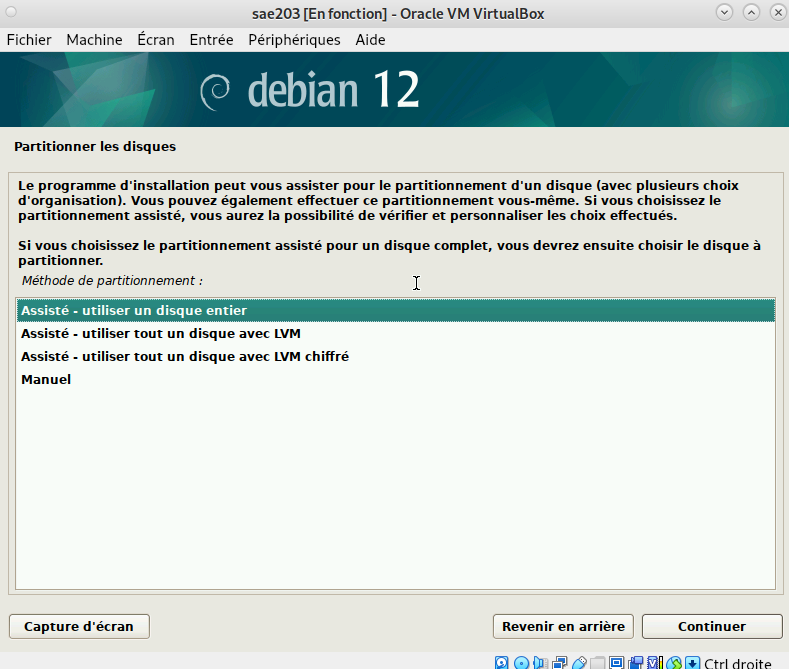 sae203 [En fonction] - Oracle VM VirtualBox
Fichier Machine Écran Entrée Périphériques Aide
debian 12
Partitionner les disques
Le programme d'installation peut vous assister pour le partitionnement d'un disque (avec plusieurs choix
d'organisation). Vous pouvez également effectuer ce partitionnement vous-même. Si vous choisissez le
partitionnement assisté, vous aurez la possibilité de vérifier et personnaliser les choix effectués.
Si vous choisissez le partitionnement assisté pour un disque complet, vous devrez ensuite choisir le disque à
partitionner.
Méthode de partitionnement :
Assisté - utiliser un disque entier
Assisté - utiliser tout un disque avec LVM
Assisté - utiliser tout un disque avec LVM chiffré
Manuel
Capture d'écran Revenir en arrière Continuer
Ctrl droite